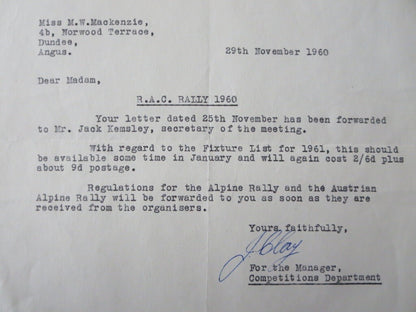 Miss M.W.Mackenzie,
4b, Norwood Terrace,
Dundee,
Angus.
29th November 1960
Dear Madam,
R.A.C. RALLY 1960
Your letter dated 25th November has been forwarded
to Mr. Jack Kemsley, secretary of the meeting.
With regard to the Fixture List for 1961, this should
be available some time in January and will again cost 2/6d plus
about 9d postage.
Regulations for the Alpine Rally and the Austrian
Alpine Rally will be forwarded to you as soon as they are
received from the organisers.
Yours faithfully,
For the Manager,
Competitions Department